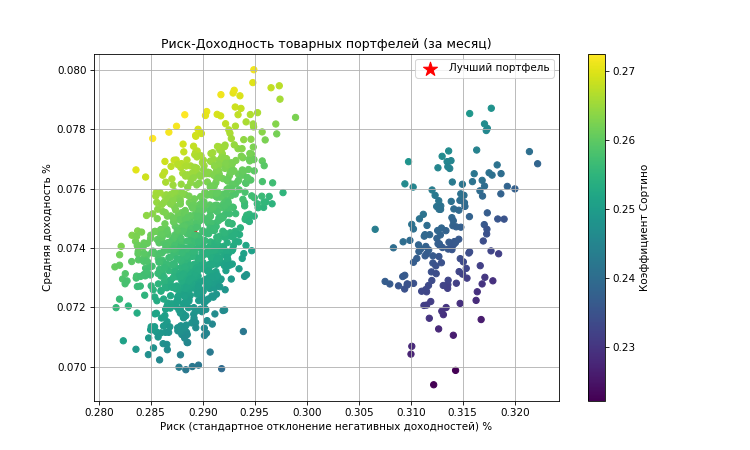 Риск-Доходность товарных портфелей (за месяц)
Лучший портфель
Средняя доходность %
0.080
0.078
0.076
0.074
0.072
0.070
0.280 0.285 0.290 0.295 0.300 0.305 0.310 0.315 0.320
Риск (стандартное отклонение негативных доходностей) %
0.27
0.26
0.25
0.24
0.23
Коэффициент Сортино